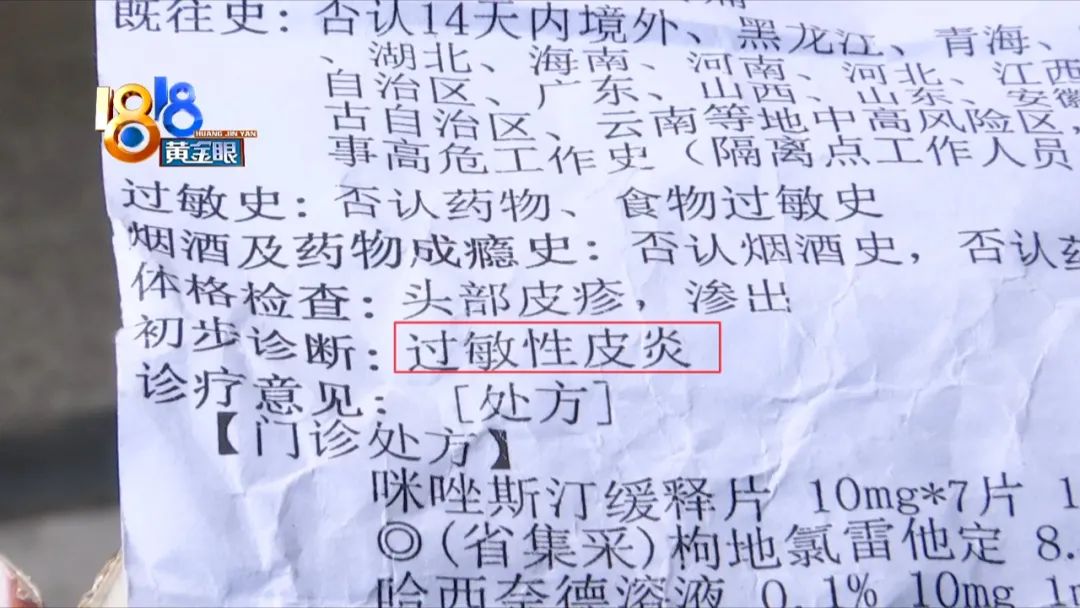 既往史：否认14天内境外、黑龙江、青海、
、湖北、海南、河南、河北、江西
自治区、广东、山西、山东、安徽
古自治区、云南等地中高风险区，
事高危工作史（隔离点工作人员
1818
HUANG JIN YAN
黄金眼
过敏史：否认药物、食物过敏史
烟酒及药物成瘾史：否认烟酒史，否认药
体格检查：头部皮疹，渗出
初步诊断：过敏性皮炎
诊疗意见：［处方］
【门诊处方】
咪唑斯汀缓释片 10mg*7片 1
◎(省集采)枸地氯雷他定 8.
哈西奈德溶液 0.1% 10mg 1m